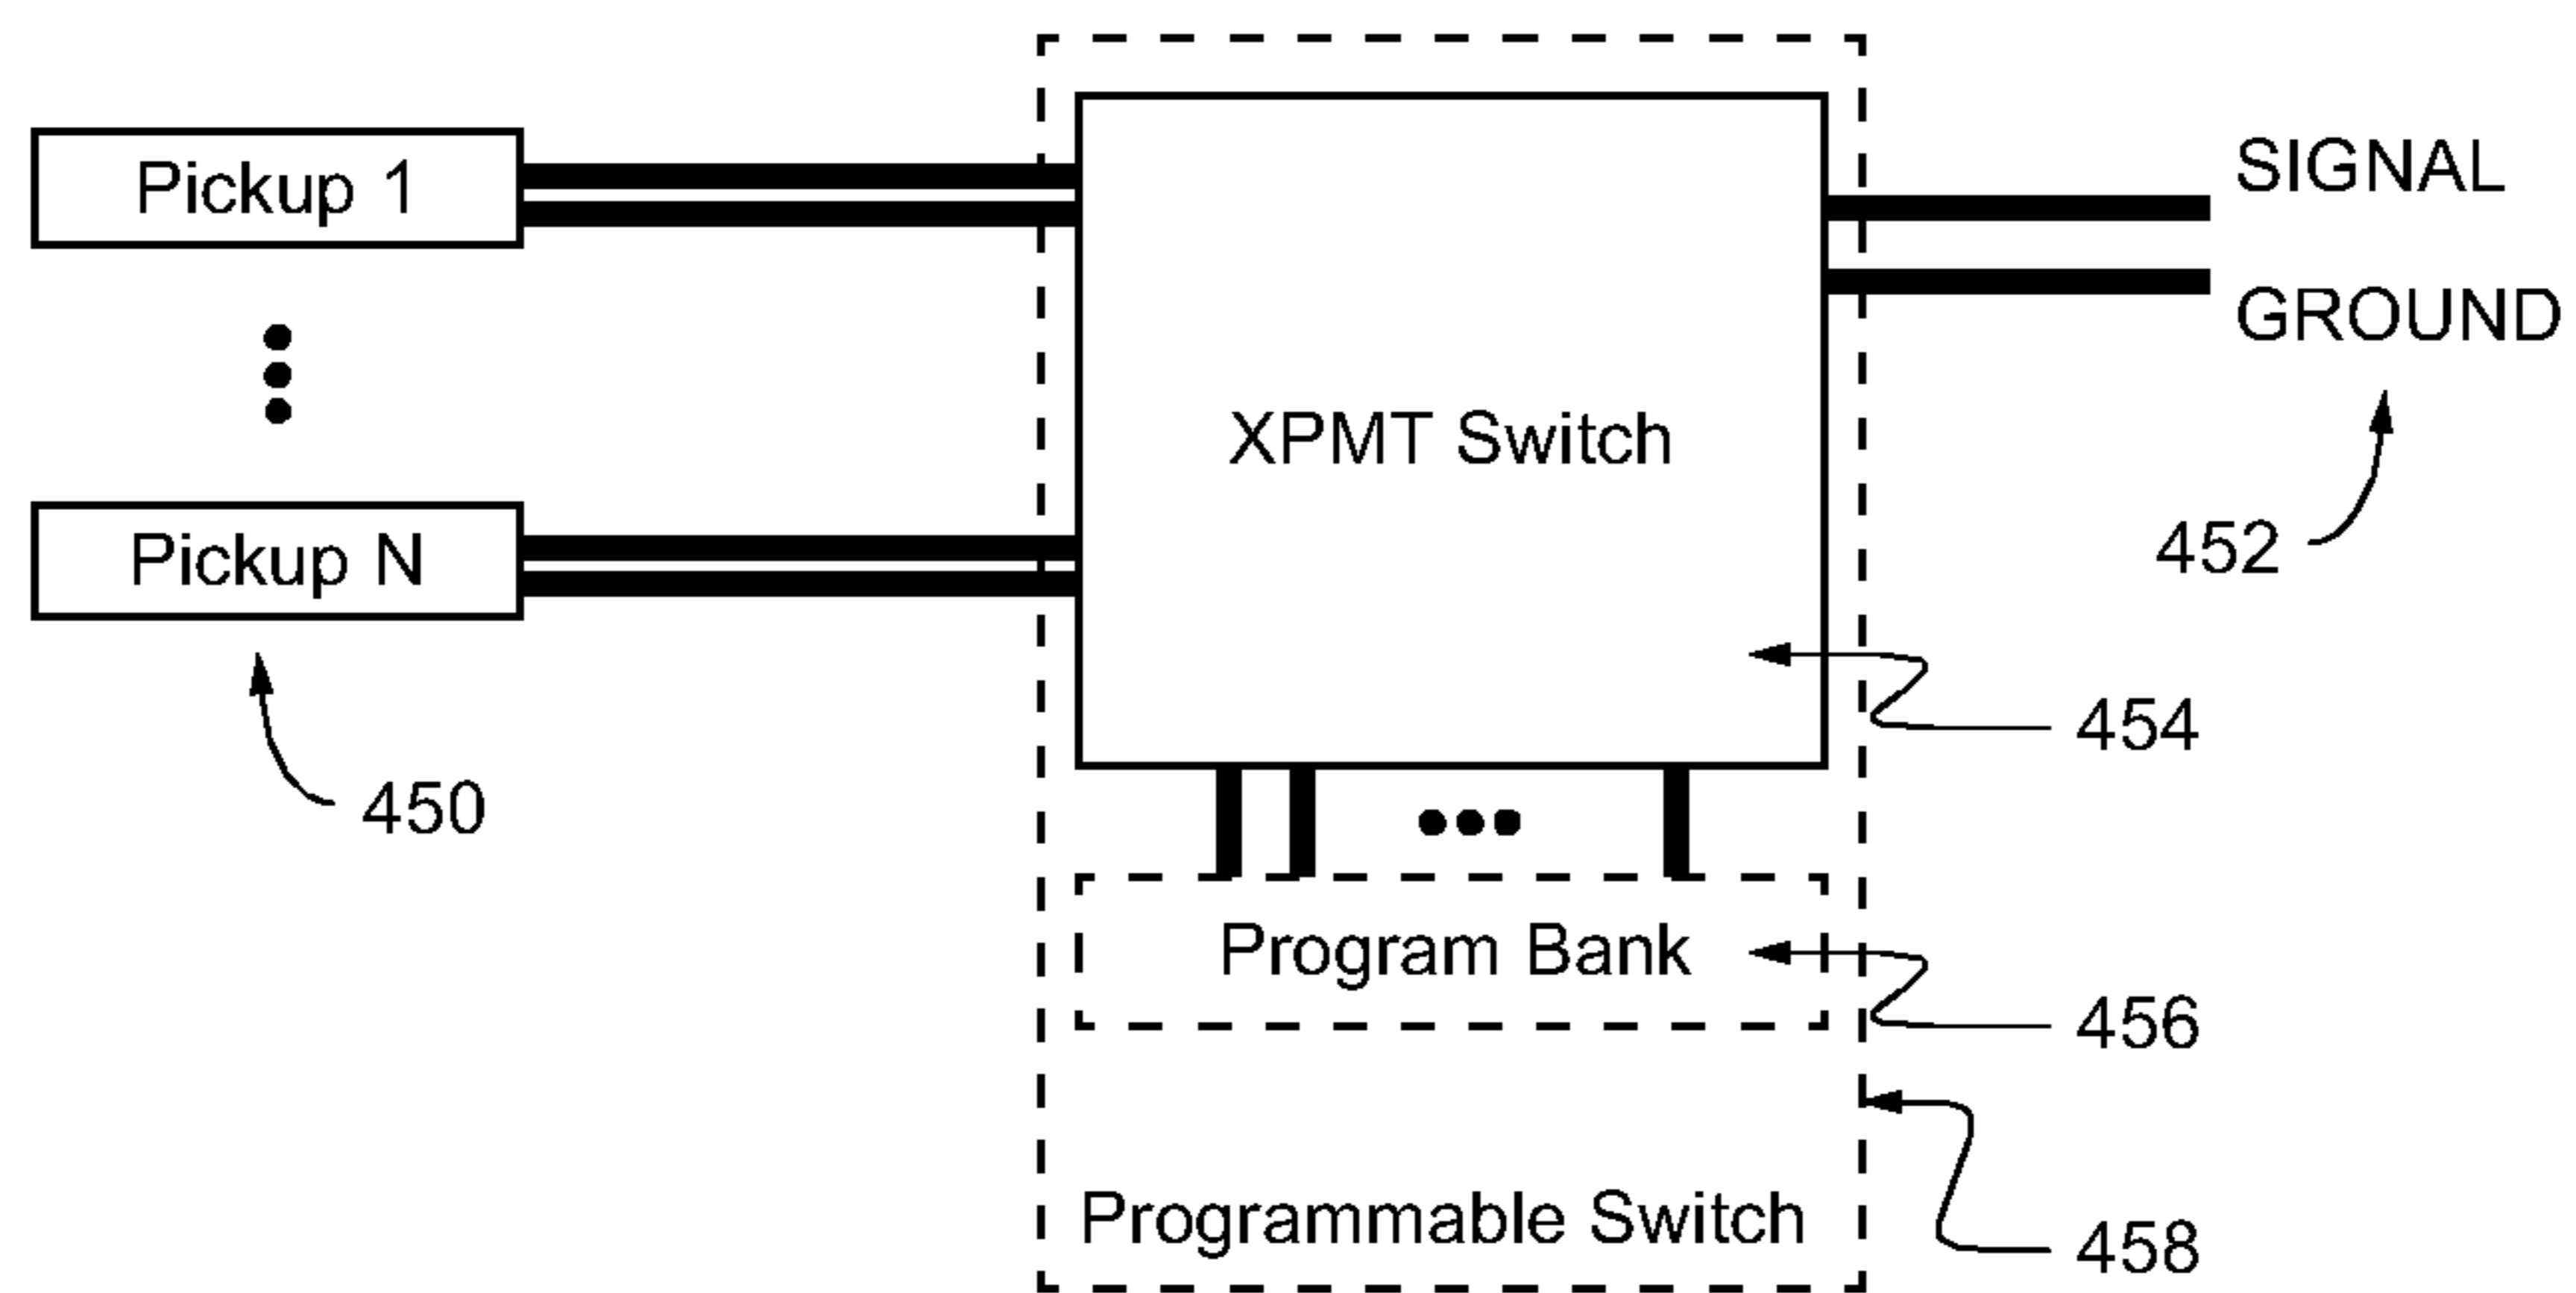 Pickup 1
SIGNAL
GROUND
XPMT Switch
Pickup N
452
454
450
Program Bank
456
Programmable Switch
458